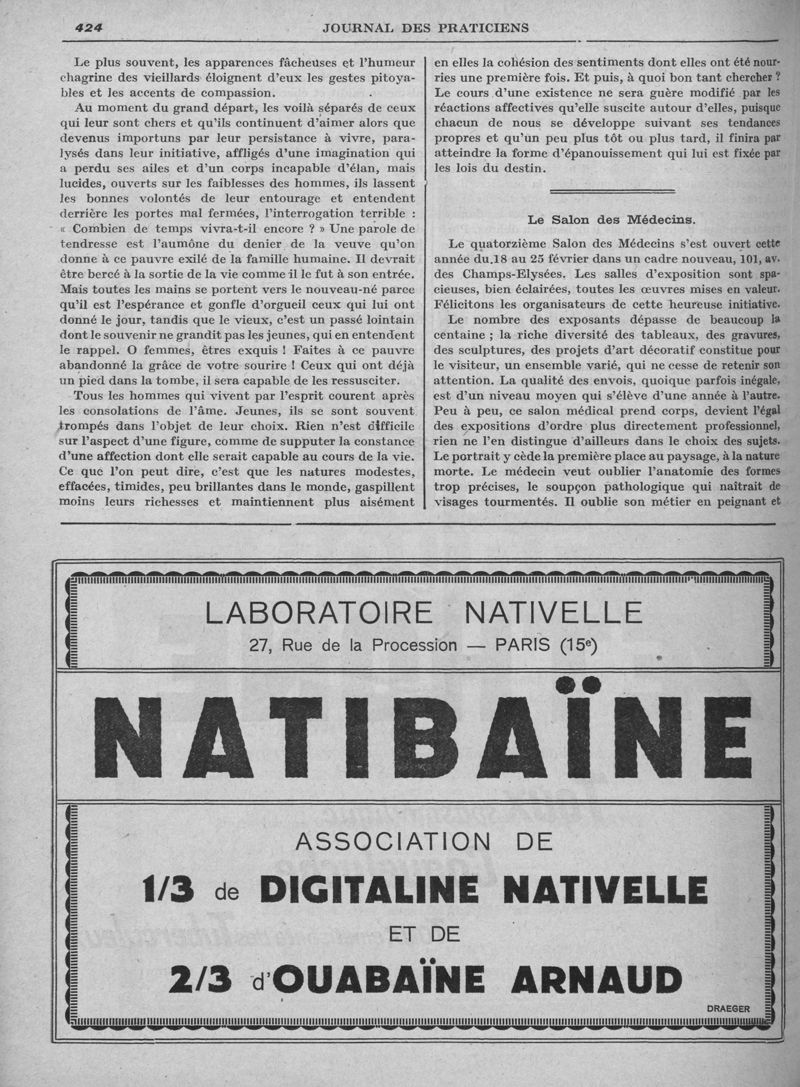 424
JOURNAL DES PRATICIENS
Le plus souvent, les apparences fâcheuses et l'humeur
chagrine des vieillards éloignent d'eux les gestes pitoya-
bles et les accents de compassion.
Au moment du grand départ, les voilà séparés de ceux
qui leur sont chers et qu'ils continuent d'aimer alors que
devenus importuns par leur persistance à vivre, para-
lysés dans leur initiative, affligés d'une imagination qui
a perdu ses ailes et d'un corps incapable d'élan, mais
lucides, ouverts sur les faiblesses des hommes, ils lassent
les bonnes volontés de leur entourage et entendent
derrière les portes mal fermées, l'interrogation terrible :
« Combien de temps vivra-t-il encore ? » Une parole de
tendresse est l'aumône du denier de la veuve qu'on
donne à ce pauvre exilé de la famille humaine. Il devrait
être bercé à la sortie de la vie comme il le fut à son entrée.
Mais toutes les mains se portent vers le nouveau-né parce
qu'il est l'espérance et gonfle d'orgueil ceux qui lui ont
donné le jour, tandis que le vieux, c'est un passé lointain
dont le souvenir ne grandit pas les jeunes, qui en entendent
le rappel. O femmes, êtres exquis ! Faites à ce pauvre
abandonné la grâce de votre sourire ! Ceux qui ont déjà
un pied dans la tombe, il sera capable de les ressusciter.
Tous les hommes qui vivent par l'esprit courent après
les consolations de l'âme. Jeunes, ils se sont souvent
trompés dans l'objet de leur choix. Rien n'est difficile
sur l'aspect d'une figure, comme de supputer la constance
d'une affection dont elle serait capable au cours de la vie.
Ce que l'on peut dire, c'est que les natures modestes,
effacées, timides, peu brillantes dans le monde, gaspillent
moins leurs richesses et maintiennent plus aisément
en elles la cohésion des sentiments dont elles ont été nour-
ries une première fois. Et puis, à quoi bon tant chercher ?
Le cours d'une existence ne sera guère modifié par les
réactions affectives qu'elle suscite autour d'elles, puisque
chacun de nous se développe suivant ses tendances
propres et qu'un peu plus tôt ou plus tard, il finira par
atteindre la forme d'épanouissement qui lui est fixée par
les lois du destin.
Le Salon des Médecins.
Le quatorzième Salon des Médecins s'est ouvert cette
année du.18 au 25 février dans un cadre nouveau, 101, av.
des Champs-Elysées. Les salles d'exposition sont spa-
cieuses, bien éclairées, toutes les œuvres mises en valeur.
Félicitons les organisateurs de cette heureuse initiative.
Le nombre des exposants dépasse de beaucoup la
centaine ; la riche diversité des tableaux, des gravures,
des sculptures, des projets d'art décoratif constitue pour
le visiteur, un ensemble varié, qui ne cesse de retenir son
attention. La qualité des envois, quoique parfois inégale,
est d'un niveau moyen qui s'élève d'une année à l'autre.
Peu à peu, ce salon médical prend corps, devient l'égal
des expositions d'ordre plus directement professionnel,
rien ne l'en distingue d'ailleurs dans le choix des sujets.
Le portrait y cède la première place au paysage, à la nature
morte. Le médecin veut oublier l'anatomie des formes
trop précises, le soupçon pathologique qui naîtrait de
visages tourmentés. Il oublie son métier en peignant et
LABORATOIRE NATIVELLE
27, Rue de la Procession — PARIS (15e)
NATIBAÏNE
ASSOCIATION DE
1/3 de DIGITALINE NATIVELLE
ET DE
2/3 d'OUABAÏNE ARNAUD
DRAEGER